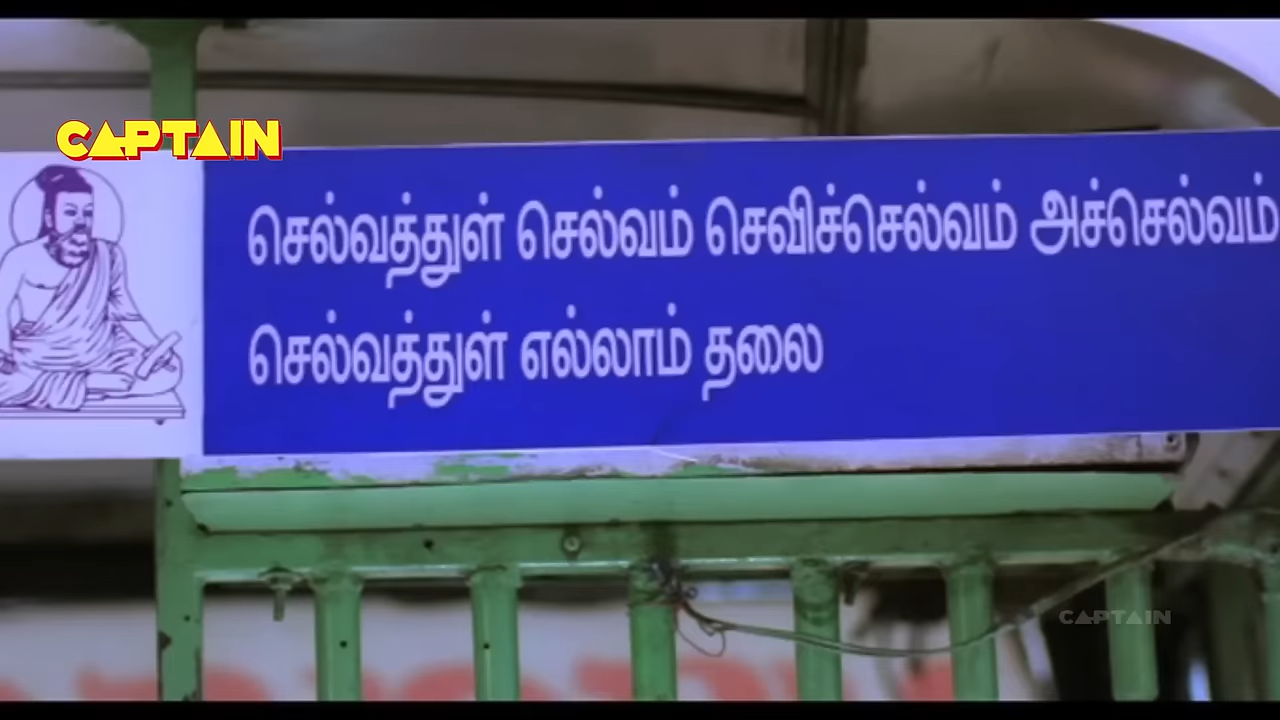 CAPTAIN
செல்வத்துள் செல்வம் செவிச்செல்வம் அச்செல்வம்
செல்வத்துள் எல்லாம் தலை
CAPTAIN